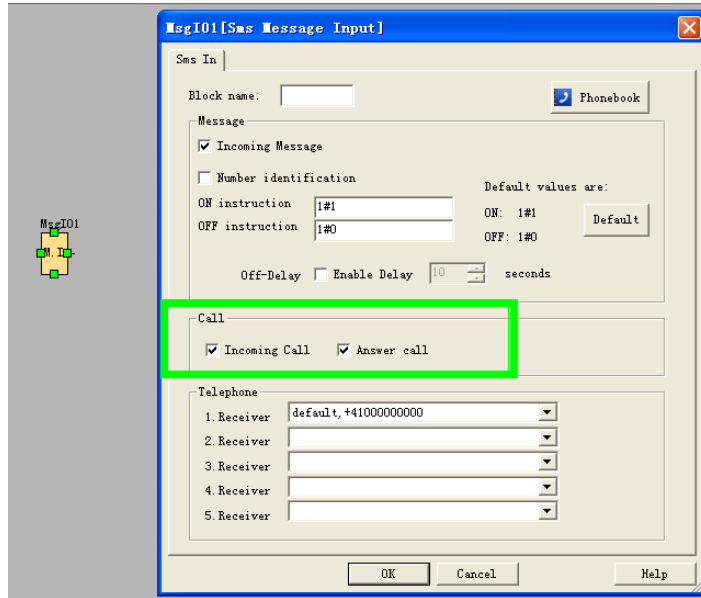 MsgI01[Sms Message Input]
Sms In
Block name:
Phonebook
Message
Incoming Message
Number identification
Default values are:
ON instruction 1#1
ON: 1#1
Default
OFF instruction 1#0
OFF: 1#0
Off-Delay Enable Delay 10 seconds
MsgI01
M.I
Call
Incoming Call Answer call
Telephone
1.Receiver default,+41000000000
2.Receiver
3.Receiver
4.Receiver
5.Receiver
OK Cancel Help